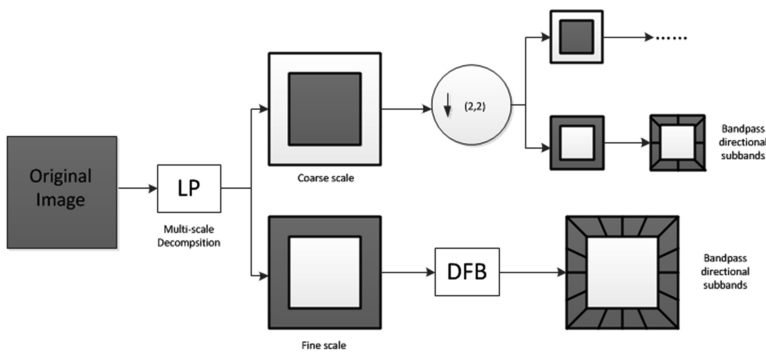 Original
Image
LP
Multi-scale
Decompsition
Coarse scale
(2,2)
......
Bandpass
directional
subbands
Fine scale
DFB
Bandpass
directional
subbands